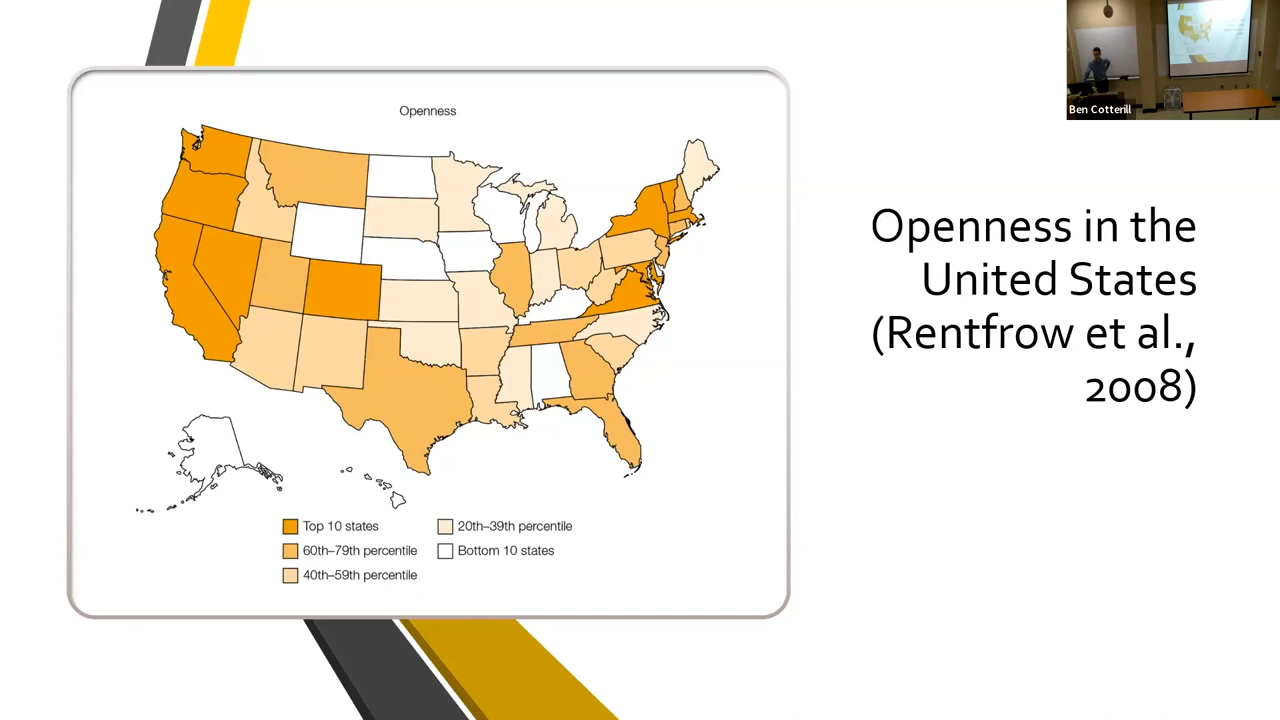 Openness
Top 10 states
60th–79th percentile
40th–59th percentile
20th–39th percentile
Bottom 10 states
Ben Cotterill
Openness in the
United States
(Rentfrow et al.,
2008)